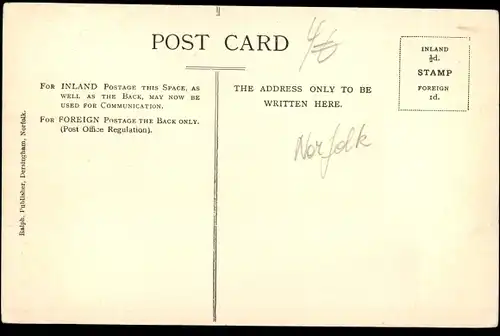 POST CARD
For INLAND Postage this Space, as
well as the Back, may now be
used for Communication.
For FOREIGN Postage the Back only.
(Post Office Regulation).
THE ADDRESS ONLY TO BE
WRITTEN HERE.
INLAND
½d.
STAMP
FOREIGN
1d.
Norfolk
Ralph, Publisher, Dersingham, Norfolk.